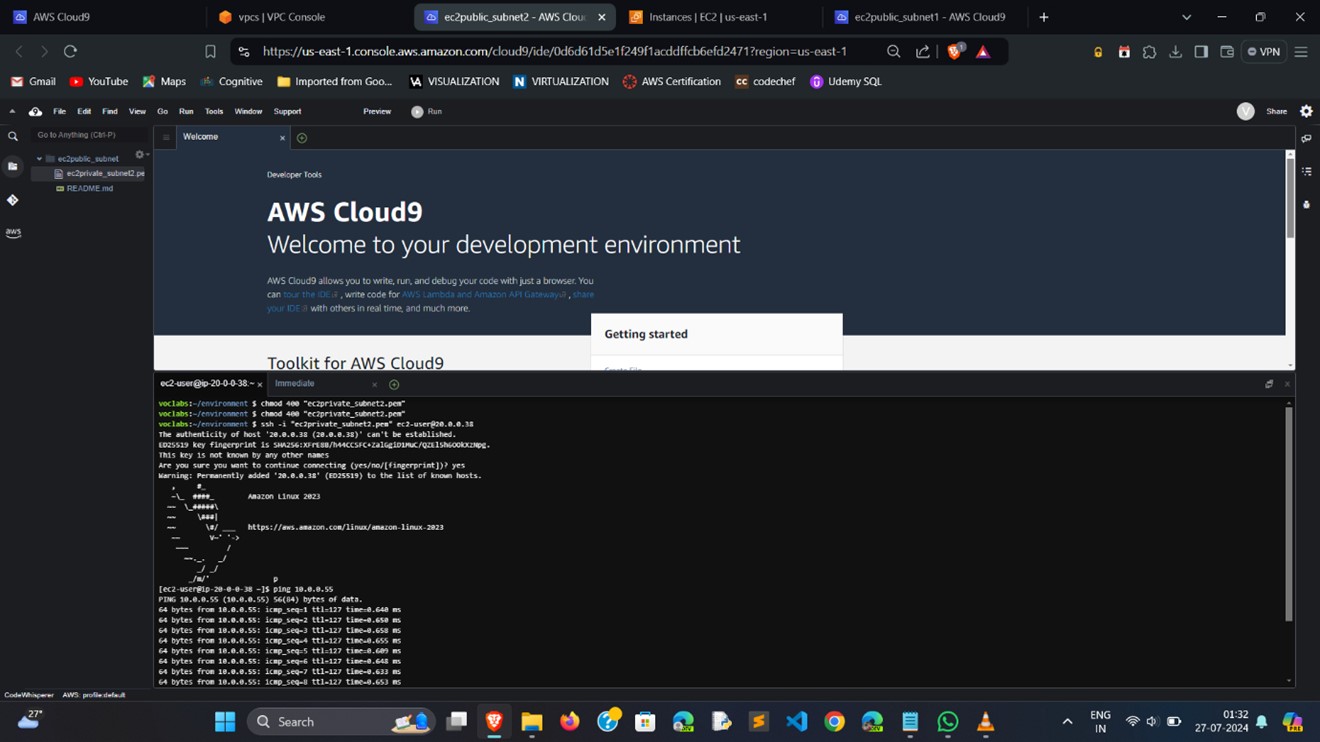 AWS Cloud9
vpcs | VPC Console
ec2public_subnet2 - AWS Clou
Instances | EC2 | us-east-1
ec2public_subnet1 - AWS Cloud9
https://us-east-1.console.aws.amazon.com/cloud9/ide/0d6d61d5e1f249f1acddffcb6efd2471?region=us-east-1
1
VPN
Gmail
YouTube
Maps
Cognitive
Imported from Goo...
VISUALIZATION
VIRTUALIZATION
AWS Certification
codechef
Udemy SQL
File Edit Find View Go Run Tools Window Support Preview Run
V
Share
Go to Anything (Ctrl-P)
Welcome
ec2public_subnet
ec2private_subnet2.pe
README.md
aws
Developer Tools
AWS Cloud9
Welcome to your development environment
AWS Cloud9 allows you to write, run, and debug your code with just a browser. You
can tour the IDE, write code for AWS Lambda and Amazon API Gateway, share
your IDE with others in real time, and much more.
Getting started
Toolkit for AWS Cloud9
Create File
ec2-user@ip-20-0-0-38:~
Immediate
voclabs:~/environment $ chmod 400 "ec2private_subnet2.pem"
voclabs:~/environment $ chmod 400 "ec2private_subnet2.pem"
voclabs:~/environment $ ssh -i "ec2private_subnet2.pem" ec2-user@20.0.0.38
The authenticity of host '20.0.0.38 (20.0.0.38)' can't be established.
ED25519 key fingerprint is
This key is not known by any other names
Are you sure you want to continue connecting (yes/no/[fingerprint])? yes
Warning: Permanently added '20.0.0.38' (ED25519) to the list of known hosts.
Amazon Linux 2023
https://aws.amazon.com/linux/amazon-linux-2023
p
[ec2-user@ip-20-0-0-38 ~]$ ping 10.0.0.55
PING 10.0.0.55 (10.0.0.55) 56(84) bytes of data.
64 bytes from 10.0.0.55: icmp_seq=1 ttl=127 time=0.640 ms
64 bytes from 10.0.0.55: icmp_seq=2 ttl=127 time=0.650 ms
64 bytes from 10.0.0.55: icmp_seq=3 ttl=127 time=0.658 ms
64 bytes from 10.0.0.55: icmp_seq=4 ttl=127 time=0.655 ms
64 bytes from 10.0.0.55: icmp_seq=5 ttl=127 time=0.609 ms
64 bytes from 10.0.0.55: icmp_seq=6 ttl=127 time=0.648 ms
64 bytes from 10.0.0.55: icmp_seq=7 ttl=127 time=0.633 ms
64 bytes from 10.0.0.55: icmp_seq=8 ttl=127 time=0.653 ms
CodeWhisperer AWS: profile:default
27°
Search
ENG
IN
01:32
27-07-2024